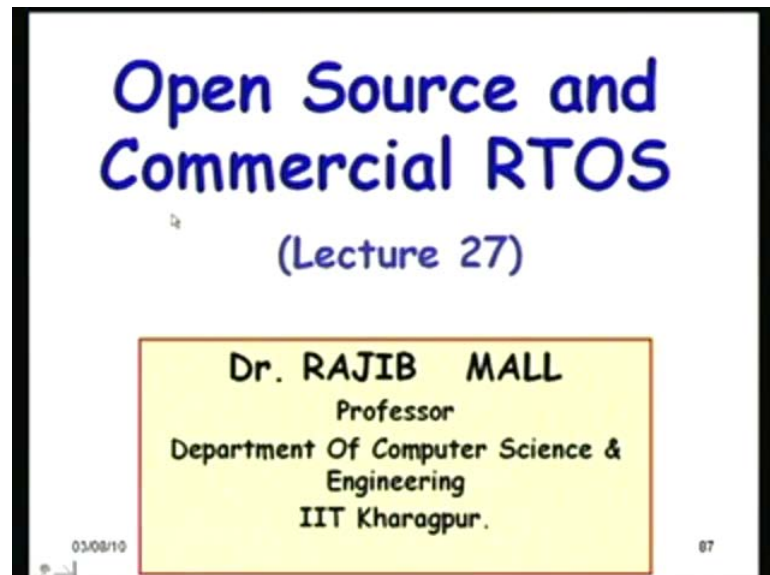 Open Source and
Commercial RTOS
(Lecture 27)
Dr. RAJIB MALL
Professor
Department Of Computer Science &
Engineering
IIT Kharagpur.
03/08/10
87